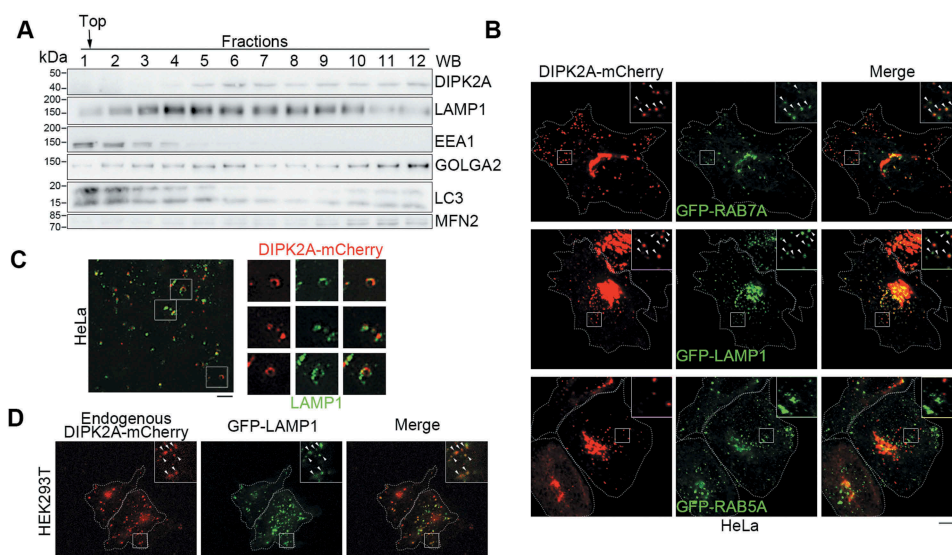 A
Top
Fractions
kDa
1 2 3 4 5 6 7 8 9 10 11 12 WB
50
40
DIPK2A
200
150
LAMP1
200
150
EEA1
150
GOLGA2
20
15
LC3
85
70
MFN2
B
DIPK2A-mCherry
Merge
GFP-RAB7A
GFP-LAMP1
GFP-RAB5A
HeLa
C
DIPK2A-mCherry
HeLa
LAMP1
D
Endogenous
DIPK2A-mCherry
GFP-LAMP1
Merge
HEK293T